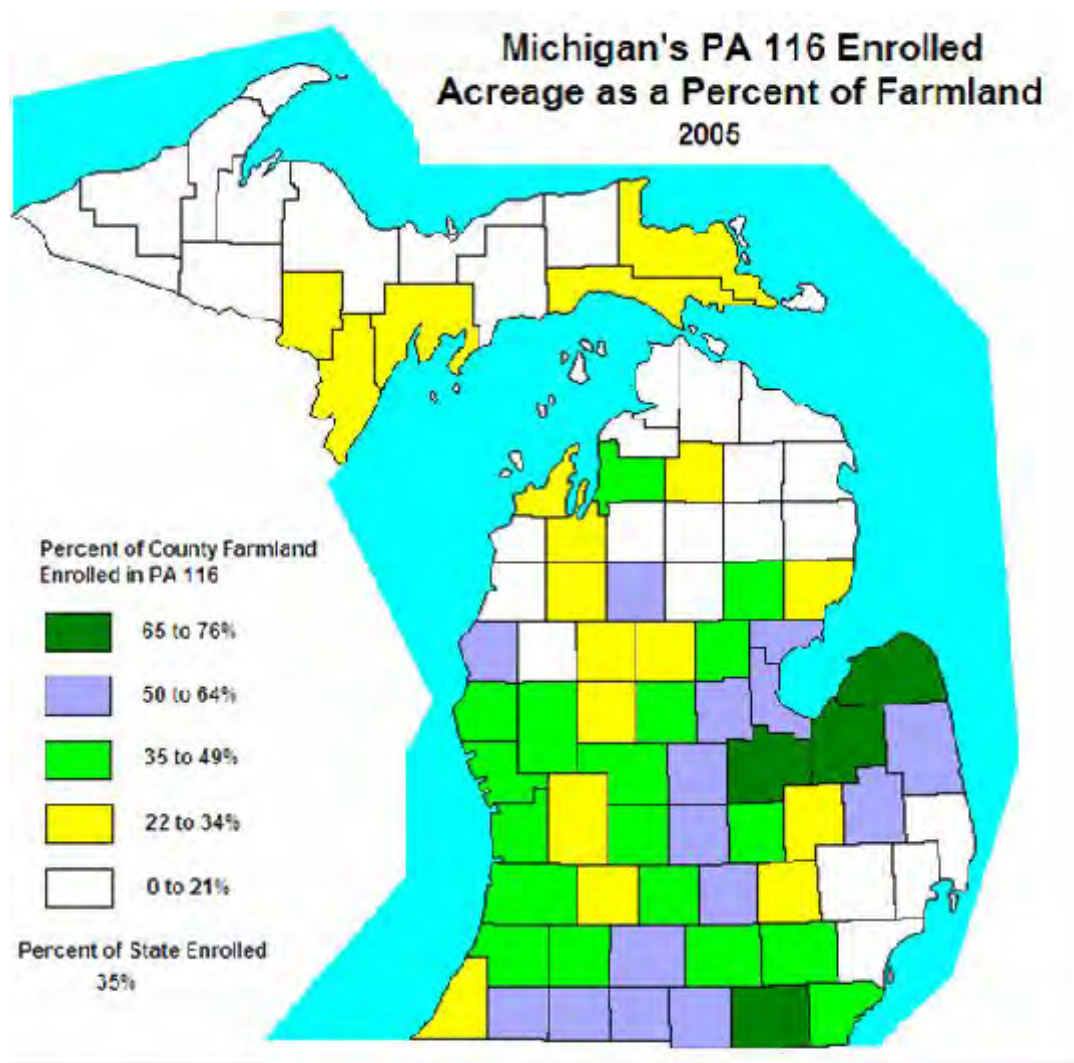 Michigan's PA 116 Enrolled
Acreage as a Percent of Farmland
2005
Percent of County Farmland
Enrolled in PA 116
65 to 76%
50 to 64%
35 to 49%
22 to 34%
0 to 21%
Percent of State Enrolled
35%